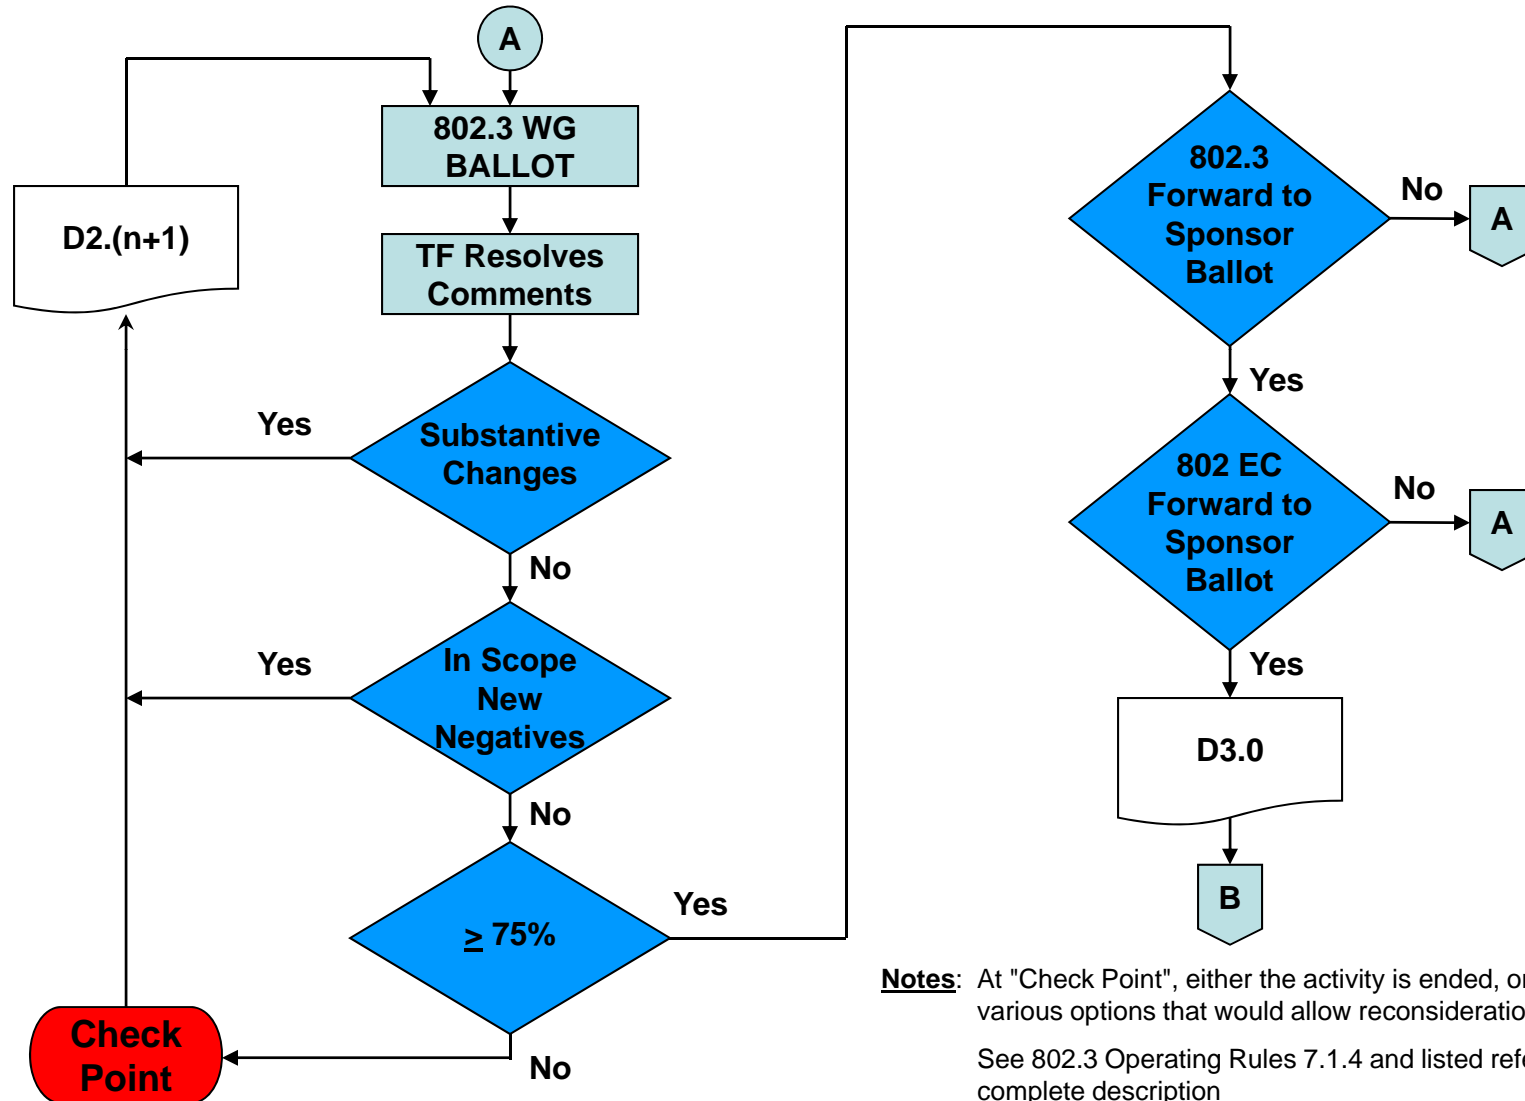 A
802.3 WG
BALLOT
D2.(n+1)
TF Resolves
Comments
Yes
Substantive
Changes
No
Yes
In Scope
New
Negatives
No
≥ 75%
Yes
No
Check
Point
802.3
Forward to
Sponsor
Ballot
No
A
Yes
802 EC
Forward to
Sponsor
Ballot
No
A
Yes
D3.0
B
Notes: At "Check Point", either the activity is ended, or
various options that would allow
See 802.3 Operating Rules 7.1.4 and listed
complete description